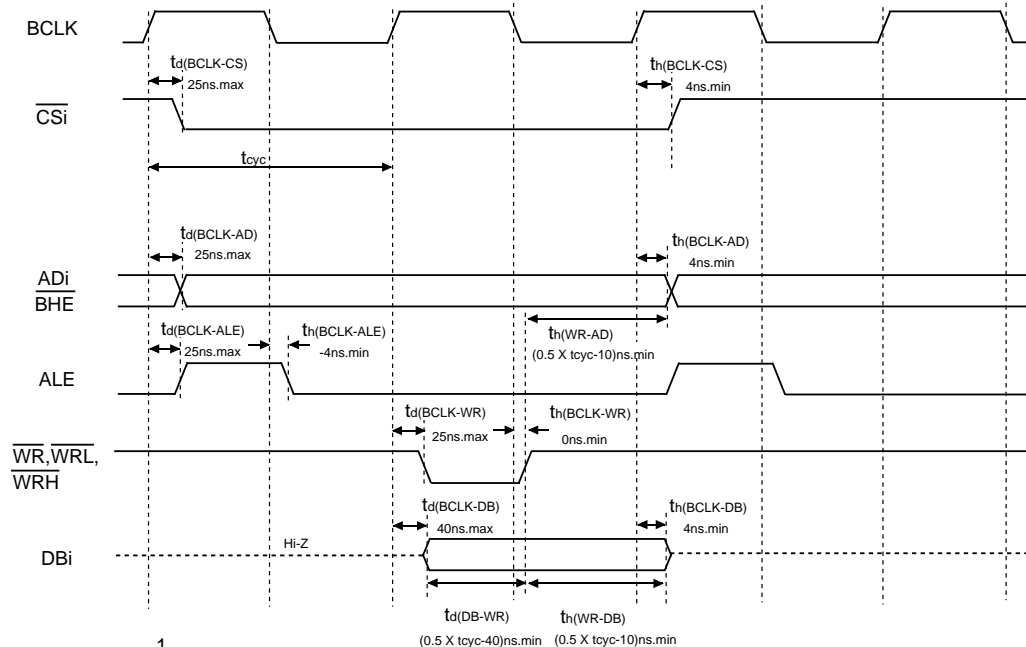 BCLK
td(BCLK-CS)
25ns.max
th(BCLK-CS)
4ns.min
CSi
tcyc
td(BCLK-AD)
25ns.max
th(BCLK-AD)
4ns.min
ADi
BHE
td(BCLK-ALE)
25ns.max
th(BCLK-ALE)
-4ns.min
th(WR-AD)
(0.5 X tcyc-10)ns.min
ALE
td(BCLK-WR)
25ns.max
th(BCLK-WR)
0ns.min
WR,WRL,
WRH
td(BCLK-DB)
40ns.max
th(BCLK-DB)
4ns.min
DBi
Hi-Z
td(DB-WR)
(0.5 X tcyc-40)ns.min
th(WR-DB)
(0.5 X tcyc-10)ns.min